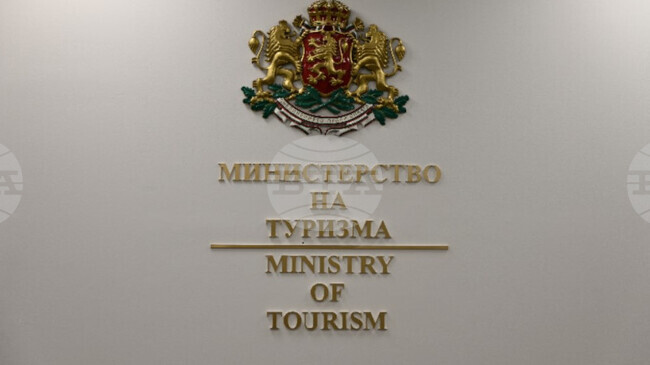 МИНИСТЕРСТВО
НА
ТУРИЗМА
MINISTRY
OF
TOURISM